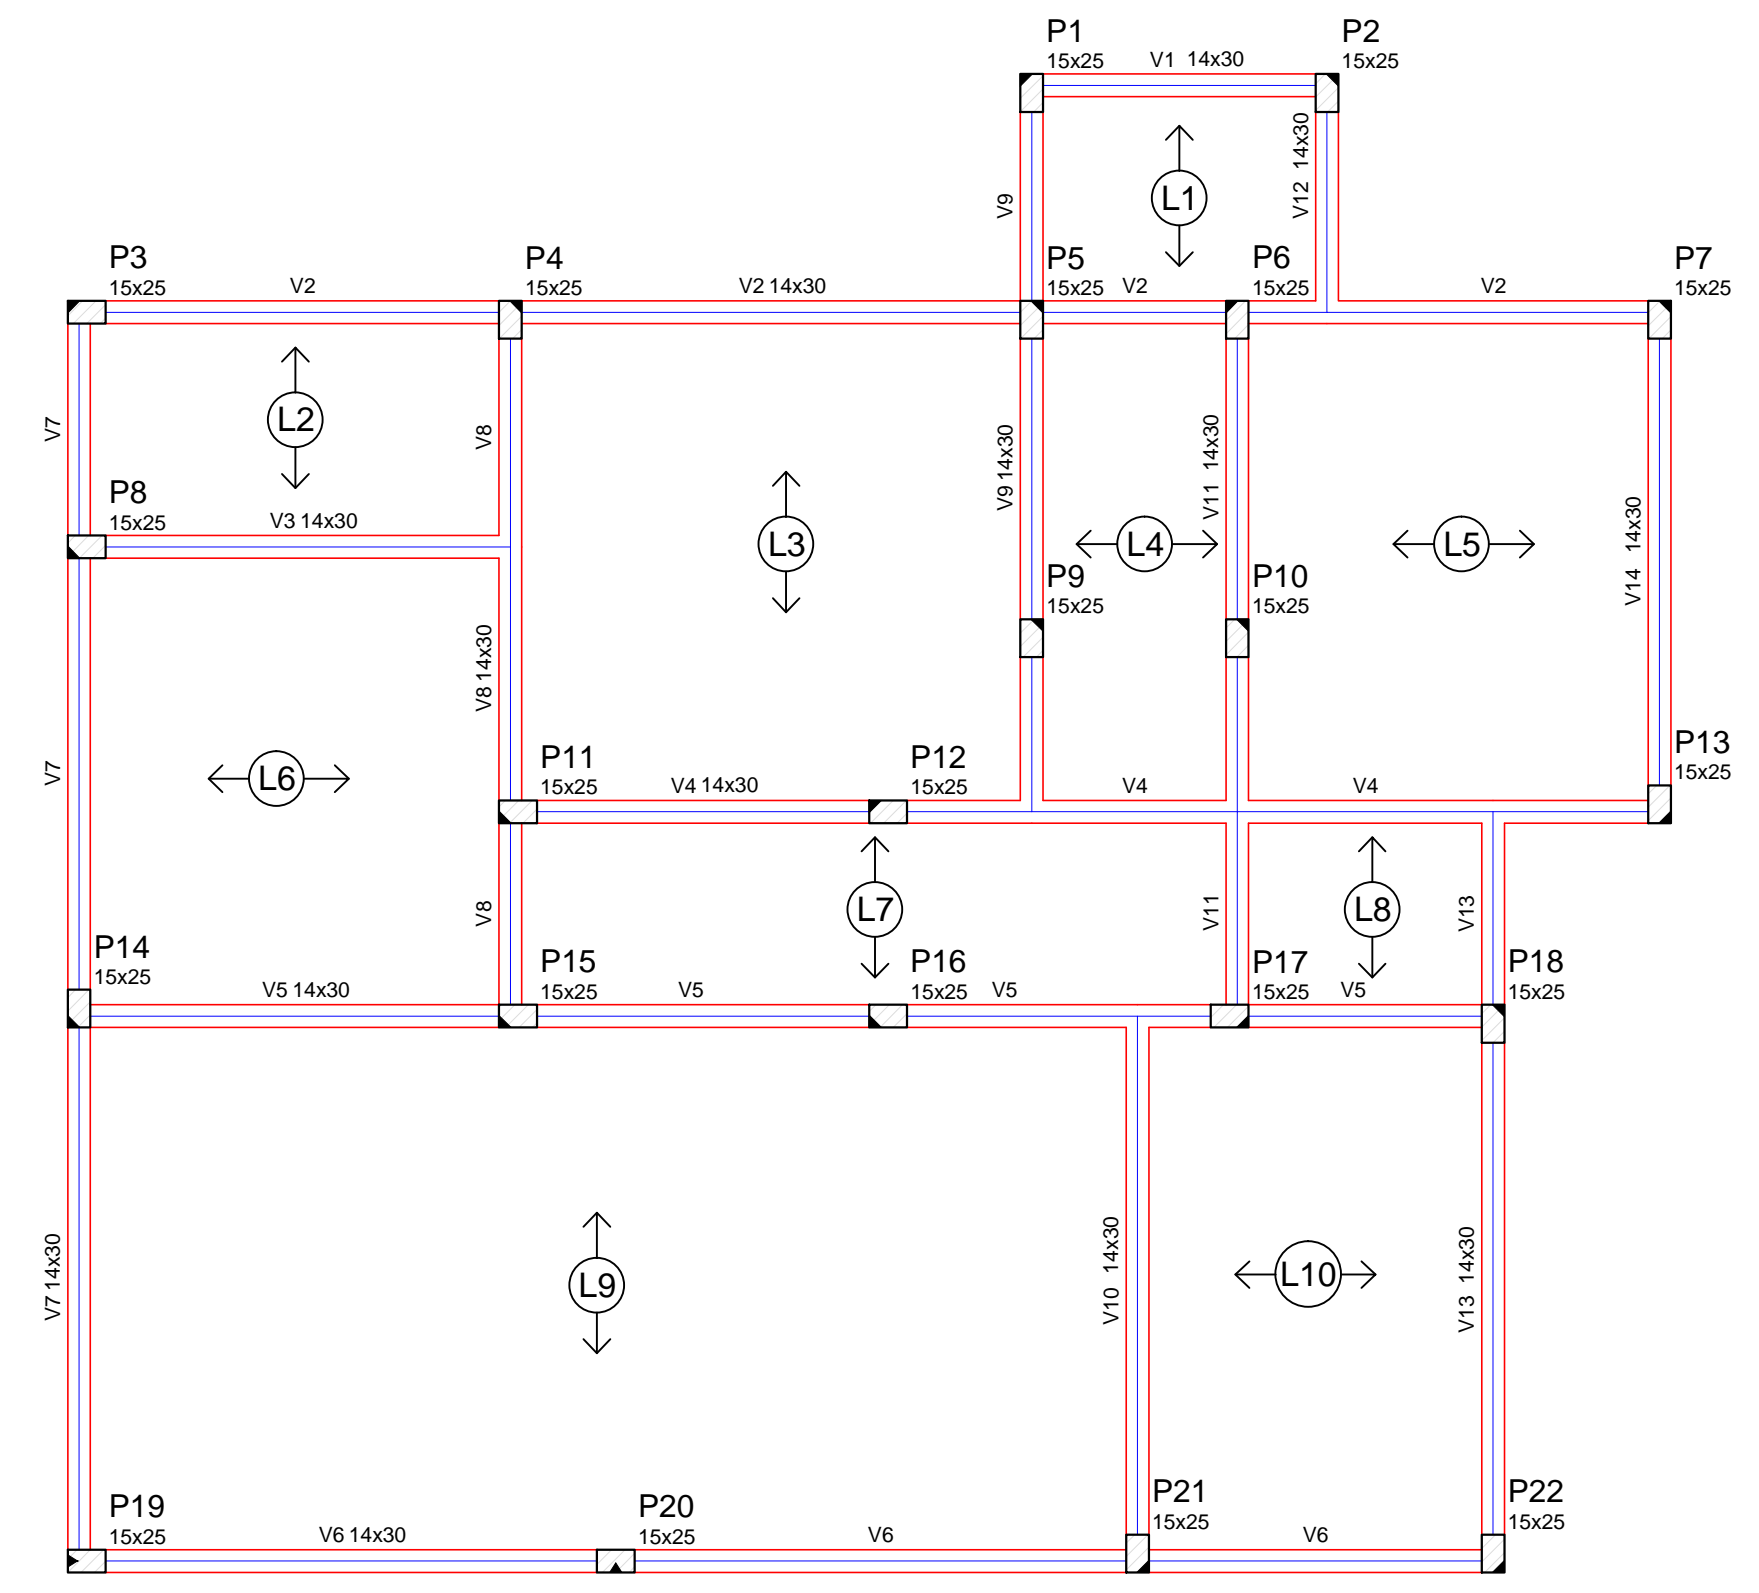 P1
15x25
V1 14x30
P2
15x25
V12 14x30
L1
V9
P3
15x25
V2
P4
15x25
V2 14x30
P5
15x25
V2
P6
15x25
V2
P7
15x25
V7
L2
V8
V9 14x30
V11 14x30
P8
15x25
V3 14x30
L3
L4
L5
V14 14x30
P9
15x25
P10
15x25
V8 14x30
V7
L6
P11
15x25
V4 14x30
P12
15x25
V4
V4
P13
15x25
V8
L7
V11
L8
V13
P14
15x25
V5 14x30
P15
15x25
V5
P16
15x25
V5
P17
15x25
V5
P18
15x25
V7 14x30
L9
V10 14x30
L10
V13 14x30
P19
15x25
V6 14x30
P20
15x25
V6
P21
15x25
V6
P22
15x25